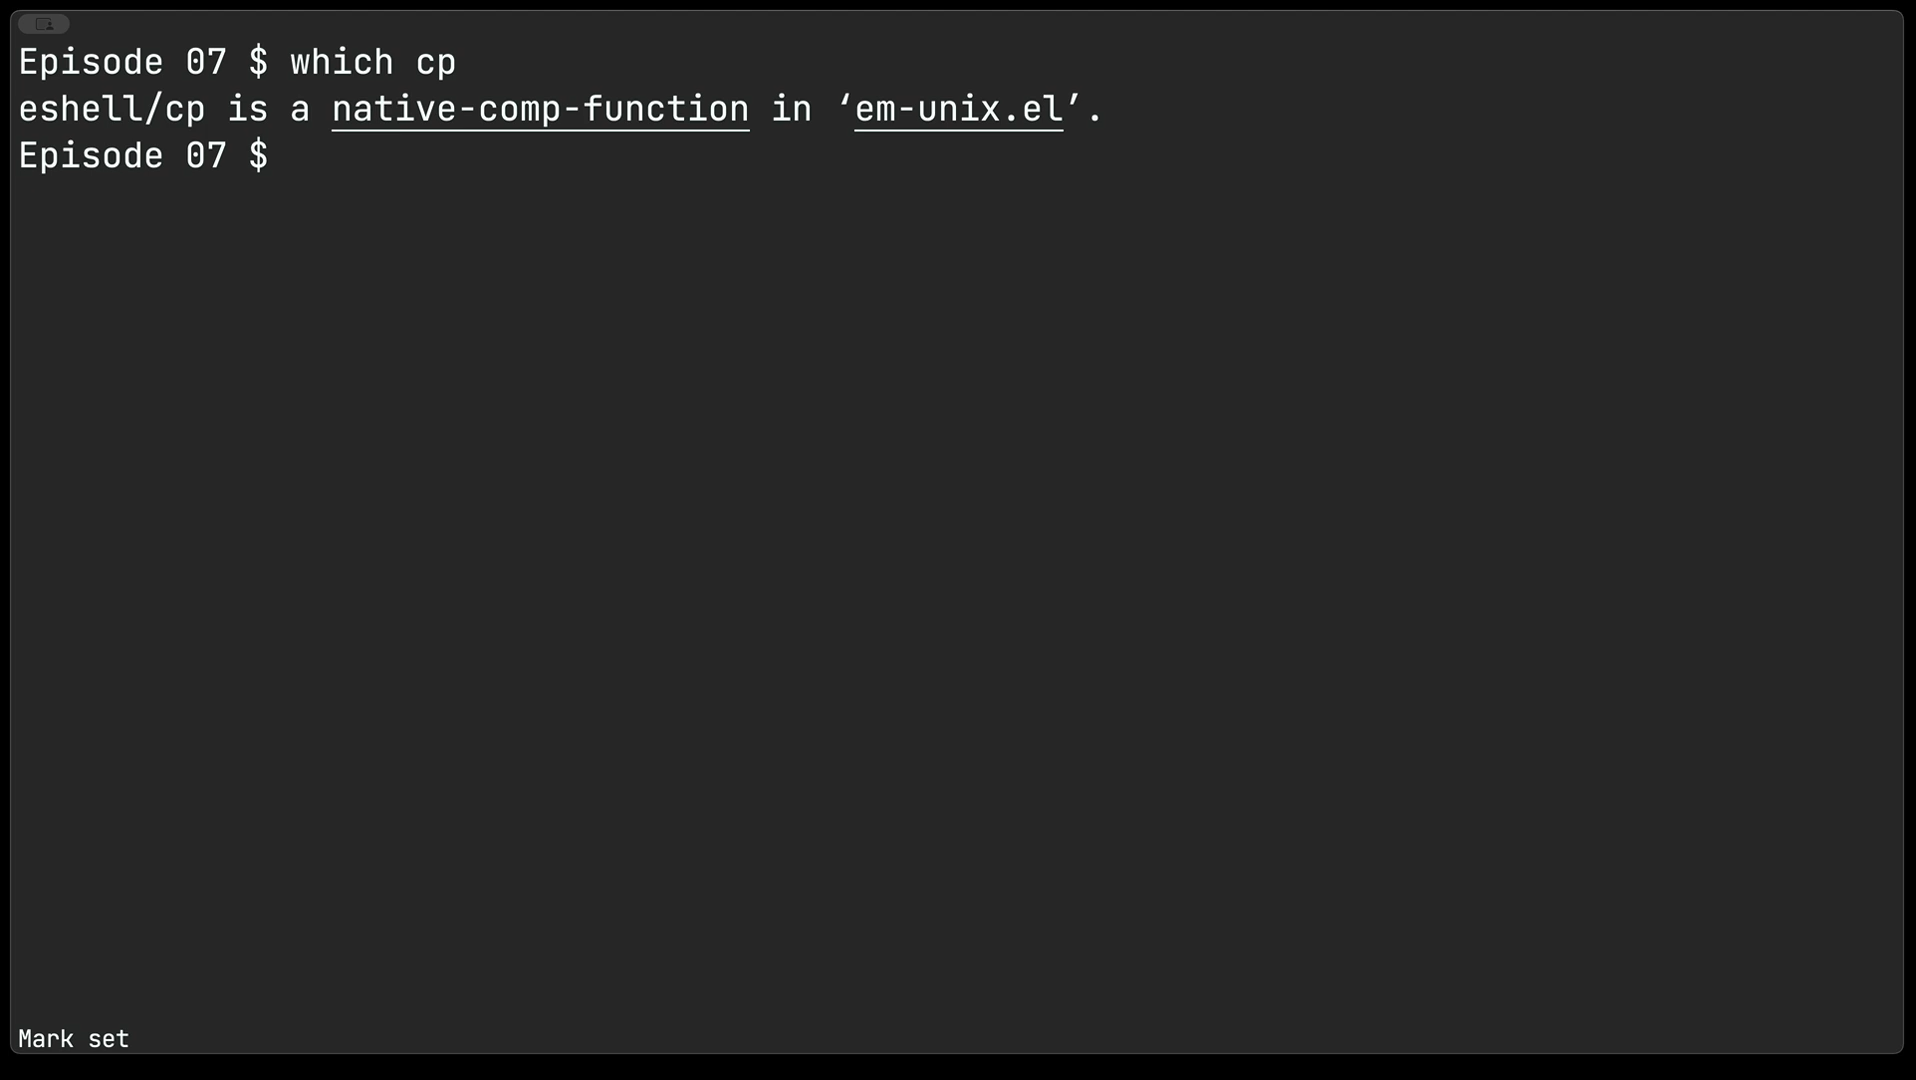 Episode 07 $ which cp
eshell/cp is a native-comp-function in ‘em-unix.el’.
Episode 07 $
Mark set